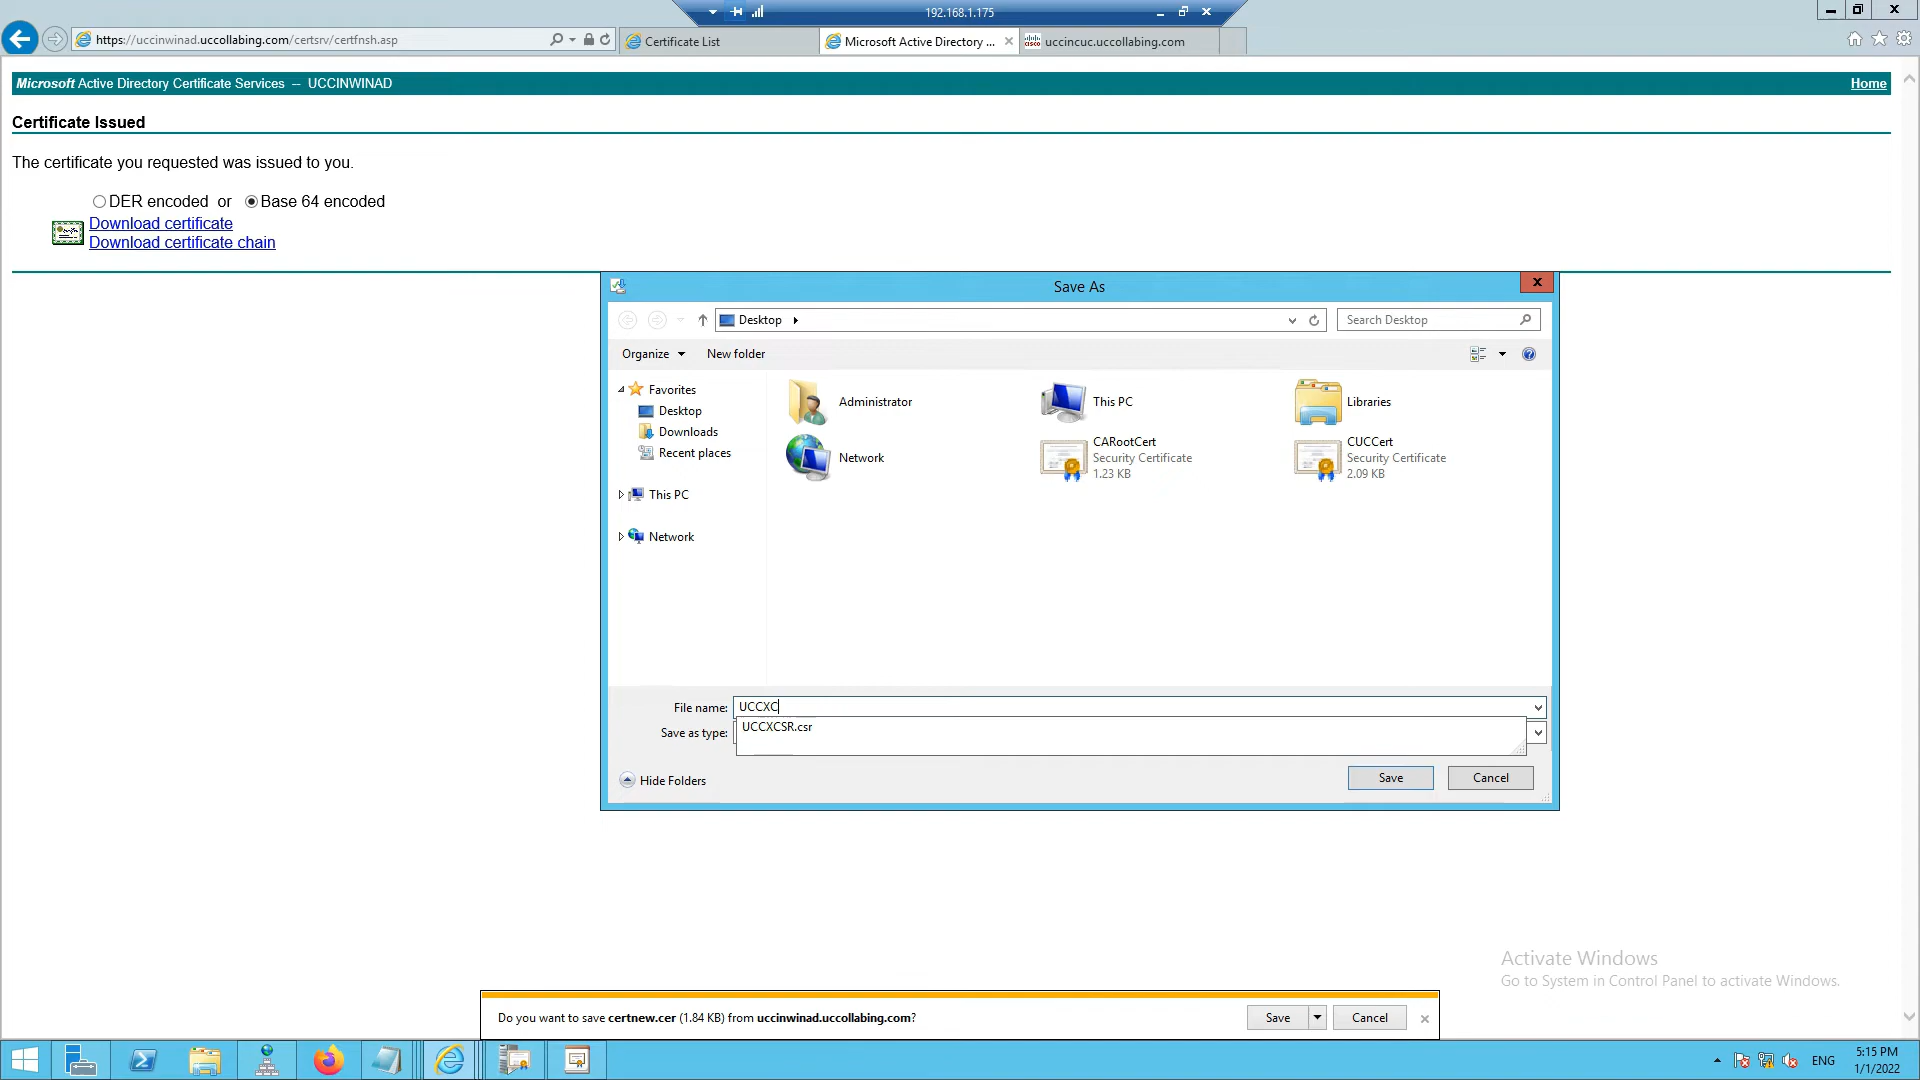 192.168.1.175
https://uccinwinad.uccollabing.com/certsrv/certfnsh.asp
Certificate List
Microsoft Active Directory ...
uccincuc.uccollabing.com
Microsoft Active Directory Certificate Services -- UCCINWINAD
Home
Certificate Issued
The certificate you requested was issued to you.
DER encoded or Base 64 encoded
Download certificate
Download certificate chain
Save As
Desktop
Search Desktop
Organize
New folder
Favorites
Desktop
Downloads
Recent places
This PC
Network
Administrator
This PC
Libraries
Network
CARootCert
Security Certificate
1.23 KB
CUCCert
Security Certificate
2.09 KB
File name:
UCCXC
UCCXCSR.csr
Save as type:
Hide Folders
Save
Cancel
Activate Windows
Go to System in Control Panel to activate Windows.
Do you want to save certnew.cer (1.84 KB) from uccinwinad.uccollabing.com?
Save
Cancel
ENG
5:15 PM
1/1/2022